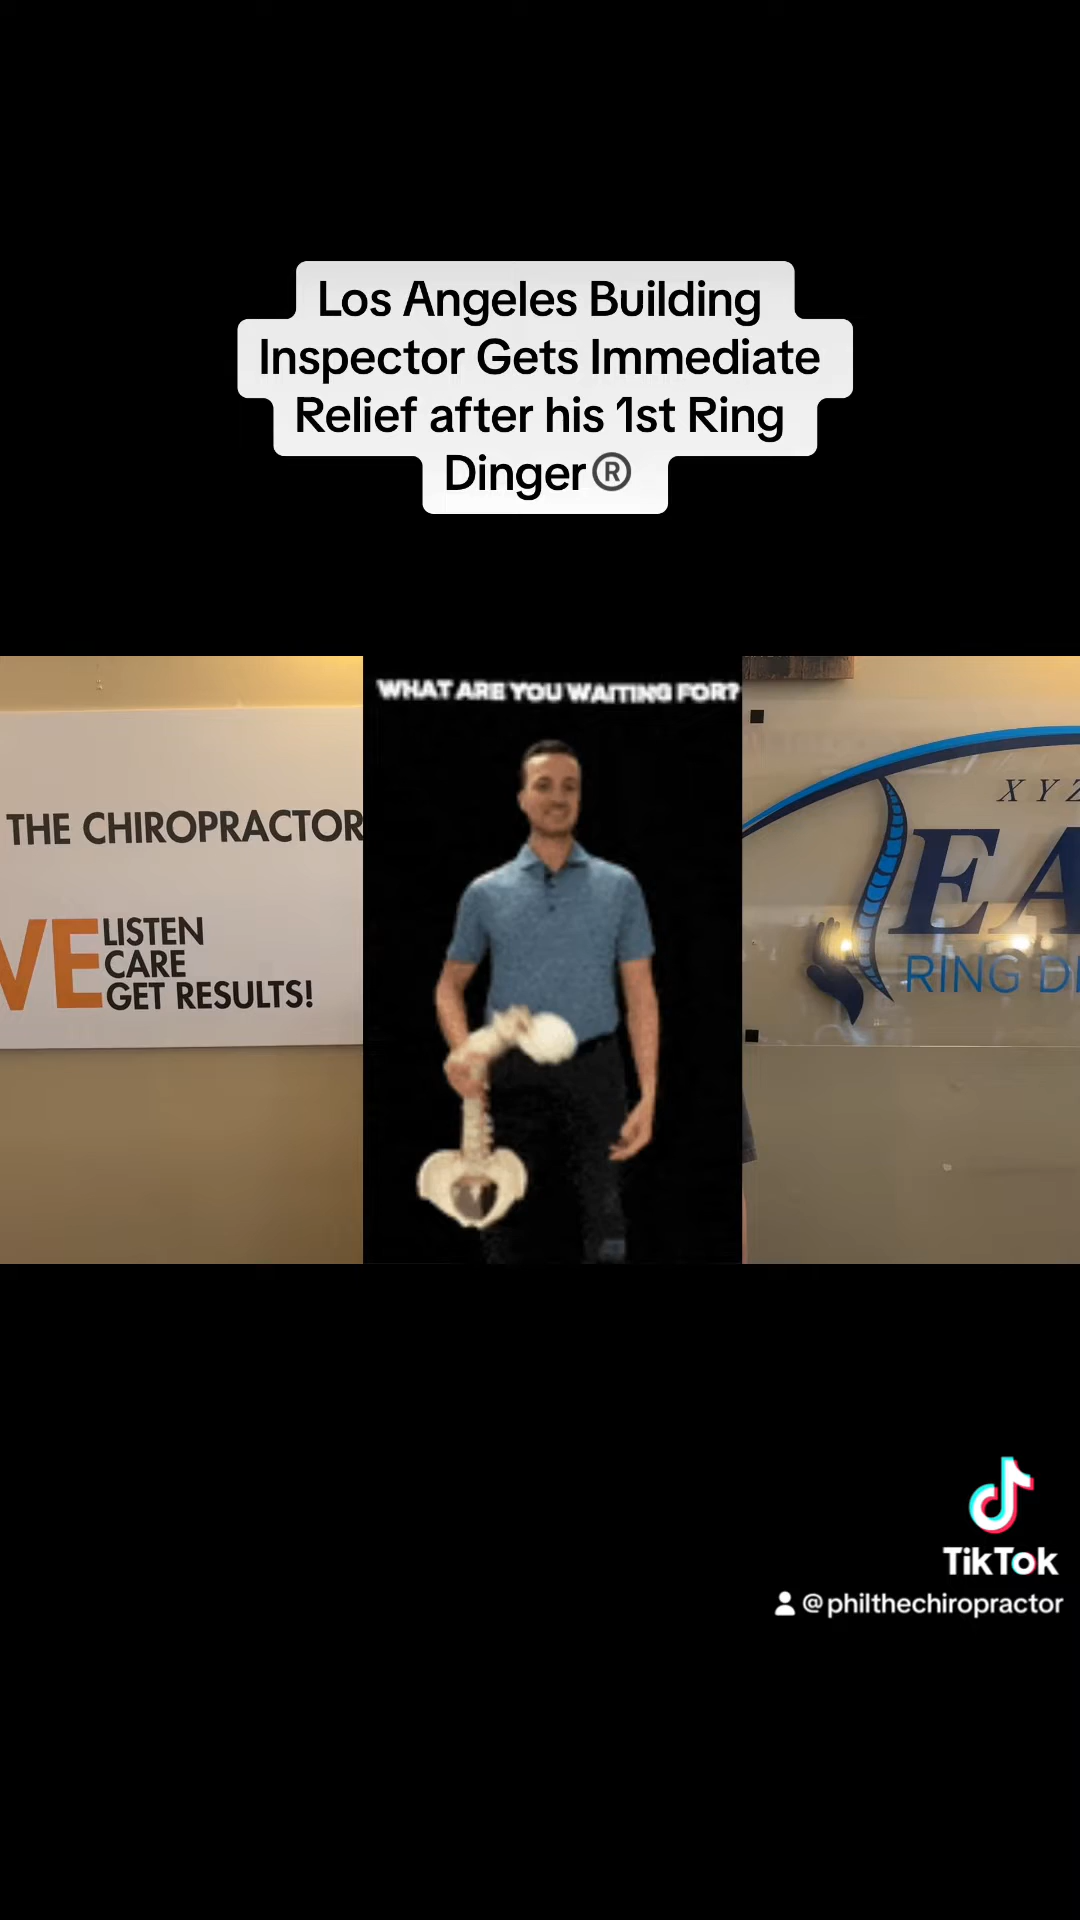 Los Angeles Building
Inspector Gets Immediate
Relief after his 1st Ring
Dinger®
WHAT ARE YOU WAITING FOR?
THE CHIROPRACTOR
VE LISTEN
CARE
GET RESULTS!
XYZ
EA
RING D
TikTok
@philthechiropractor